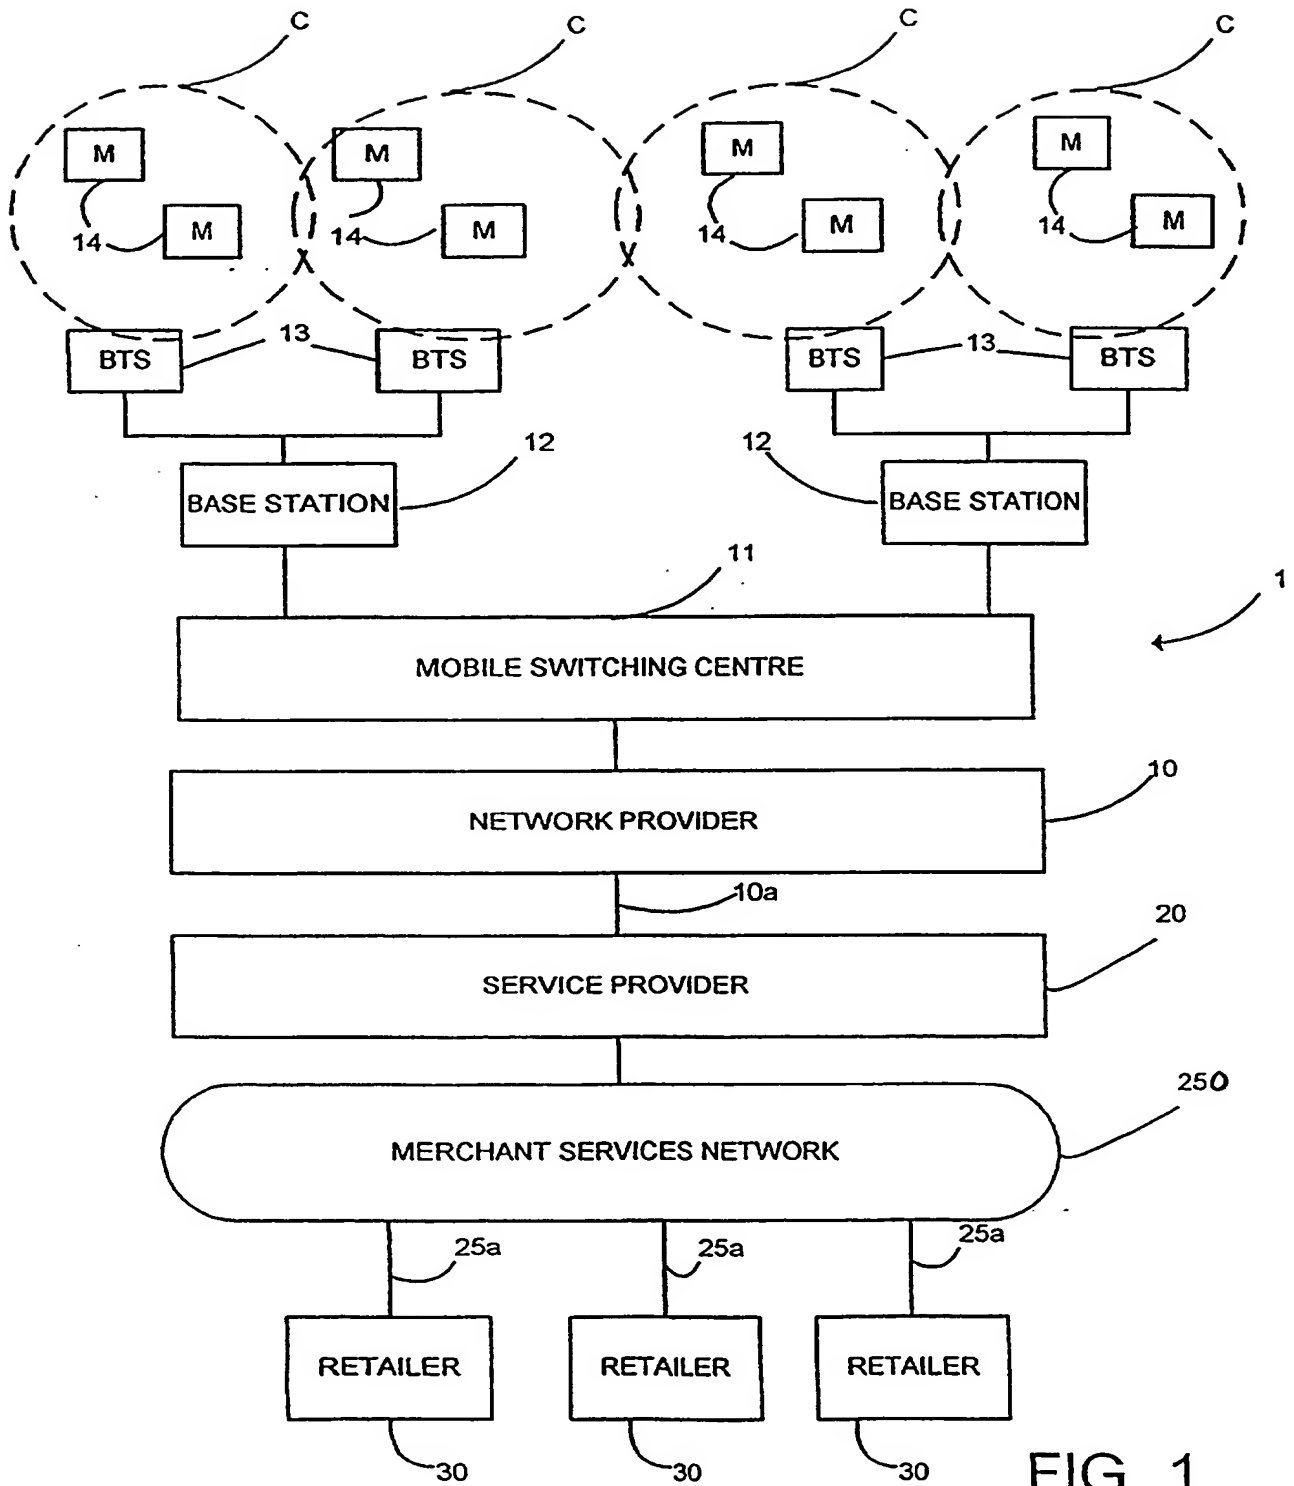 C C C C
M M M M
14 M 14 M 14 M 14 M
13 13
BTS BTS BTS BTS
12 12
BASE STATION BASE STATION
11
1
MOBILE SWITCHING CENTRE
10
NETWORK PROVIDER
10a
20
SERVICE PROVIDER
250
MERCHANT SERVICES NETWORK
25a 25a 25a
RETAILER RETAILER RETAILER
30 30 30
FIG. 1